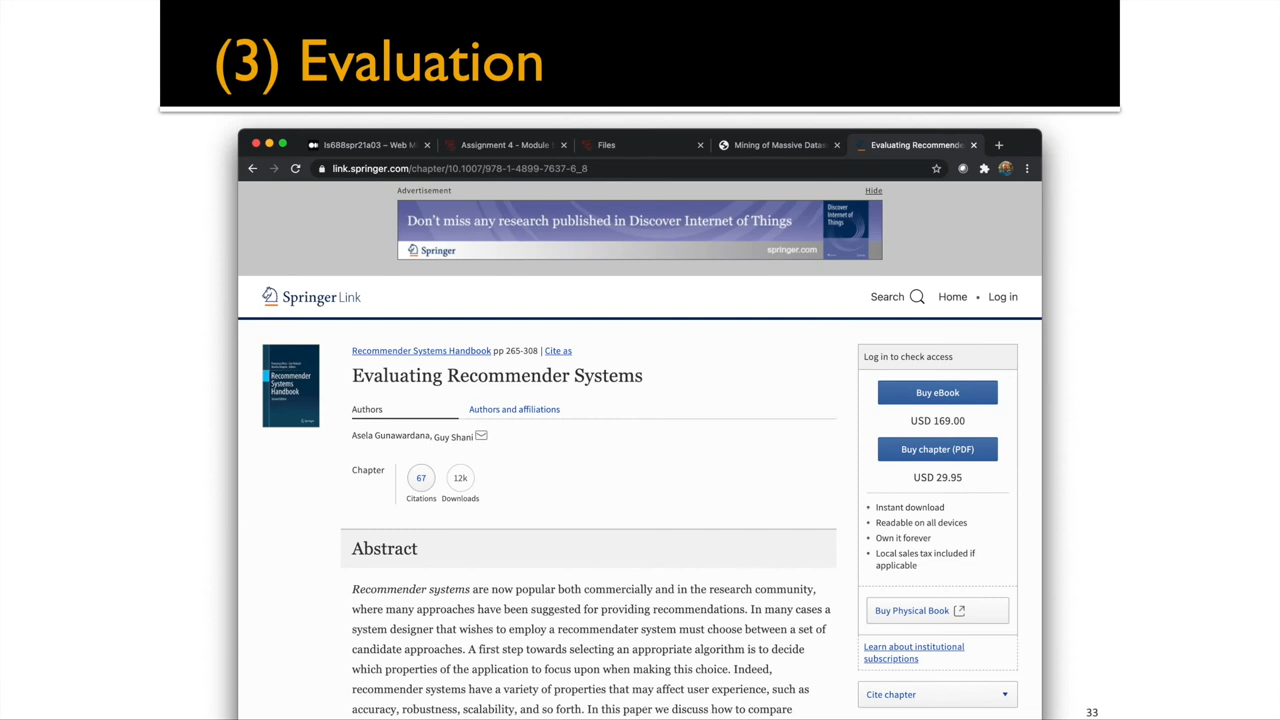 (3) Evaluation
ls688spr21a03 – Web M
Assignment 4 - Module
Files
Mining of Massive Datas
Evaluating Recommende
link.springer.com/chapter/10.1007/978-1-4899-7637-6_8
Advertisement
Hide
Don't miss any research published in Discover Internet of Things
Discover
Internet of
Things
Springer
springer.com
Springer Link
Search
Home • Log in
Recommender Systems Handbook pp 265-308 | Cite as
Evaluating Recommender Systems
Authors
Authors and affiliations
Asela Gunawardana, Guy Shani
Chapter
67
Citations
12k
Downloads
Recommender
Systems
Handbook
Abstract
Recommender systems are now popular both commercially and in the research community,
where many approaches have been suggested for providing recommendations. In many cases a
system designer that wishes to employ a recommendater system must choose between a set of
candidate approaches. A first step towards selecting an appropriate algorithm is to decide
which properties of the application to focus upon when making this choice. Indeed,
recommender systems have a variety of properties that may affect user experience, such as
accuracy, robustness, scalability, and so forth. In this paper we discuss how to compare
Log in to check access
Buy eBook
USD 169.00
Buy chapter (PDF)
USD 29.95
• Instant download
• Readable on all devices
• Own it forever
• Local sales tax included if
applicable
Buy Physical Book
Learn about institutional
subscriptions
Cite chapter
33